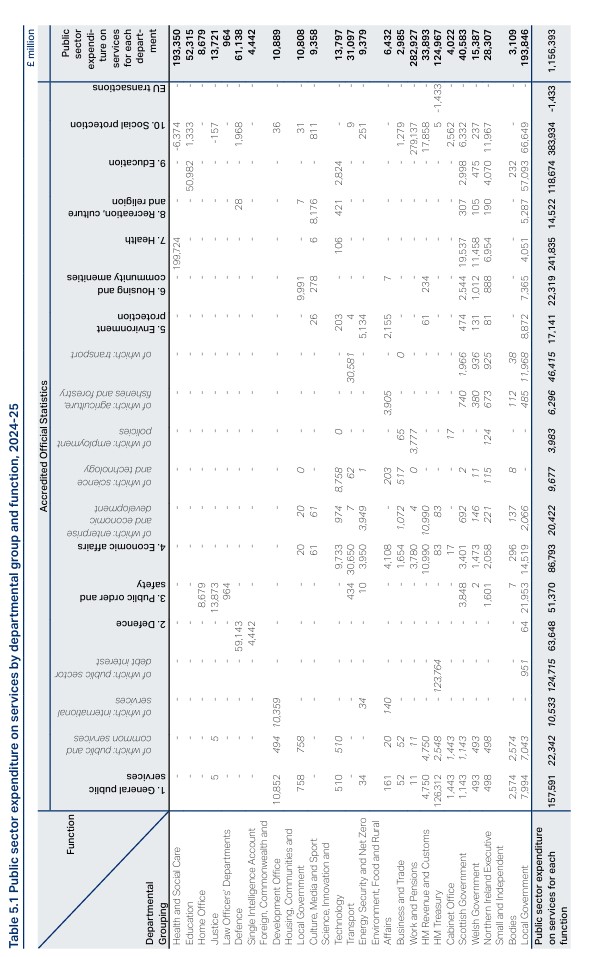 Table 5.1 Public sector expenditure on services by departmental group and function, 2024-25
£ million
Accredited Official Statistics
Function
Departmental
Grouping
1. General public
services
of which: public and
common services
of which: international
services
of which: public sector
debt interest
2. Defence
3. Public order and
safety
4. Economic affairs
of which: enterprise
and economic
development
of which: science
and technology
of which: employment
policies
of which: agriculture,
fisheries and forestry
of which: transport
5. Environment
protection
6. Housing and
community amenities
7. Health
8. Recreation, culture,
and religion
9. Education
10. Social protection
EU transactions
Public
sector
expendi-
ture on
services
for each
depart-
ment
Health and Social Care - - - - - - - - - - - - - - 199,724 - - -6,374 - 193,350
Education - - - - - - - - - - - - - - - - 50,982 1,333 - 52,315
Home Office - - - - - 8,679 - - - - - - - - - - - - - 8,679
Justice 5 5 - - - 13,873 - - - - - - - - - - - -157 - 13,721
Law Officers' Departments - - - - - 964 - - - - - - - - - - - - - 964
Defence - - - - 59,143 - - - - - - - - - - 28 - 1,968 - 61,138
Single Intelligence Account - - - - 4,442 - - - - - - - - - - - - - - 4,442
Foreign, Commonwealth and
Development Office 10,852 494 10,359 - - - - - - - - - - - - - - 36 - 10,889
Housing, Communities and
Local Government 758 758 - - - - 20 20 0 - - - - 9,991 - 7 - 31 - 10,808
Culture, Media and Sport - - - - - - 61 61 - - - - 26 278 6 8,176 - 811 - 9,358
Science, Innovation and
Technology 510 510 - - - - 9,733 974 8,758 0 - - 203 - 106 421 2,824 - - 13,797
Transport - - - - - 434 30,650 7 62 - - 30,581 4 - - - - 9 - 31,097
Energy Security and Net Zero 34 - 34 - - 10 3,950 3,949 1 - - - 5,134 - - - - 251 - 9,379
Environment, Food and Rural
Affairs 161 20 140 - - - 4,108 - 203 - 3,905 - 2,155 7 - - - - - 6,432
Business and Trade 52 52 - - - - 1,654 1,072 517 65 - 0 - - - - - 1,279 - 2,985
Work and Pensions 11 11 - - - - 3,780 4 0 3,777 - - - - - - - 279,137 - 282,927
HM Revenue and Customs 4,750 4,750 - - - - 10,990 10,990 - - - - 61 234 - - - 17,858 - 33,893
HM Treasury 126,312 2,548 - 123,764 - - 83 83 - - - - - - - - - 5 -1,433 124,967
Cabinet Office 1,443 1,443 - - - - 17 - - 17 - - - - - - - 2,562 - 4,022
Scottish Government 1,143 1,143 - - - 3,848 3,401 692 2 - 740 1,966 474 2,544 19,537 307 2,998 6,332 - 40,583
Welsh Government 493 493 - - - 2 1,473 146 11 - 380 936 131 1,012 11,458 105 475 237 - 15,387
Northern Ireland Executive 498 498 - - - 1,601 2,058 221 115 124 673 925 81 888 6,954 190 4,070 11,967 - 28,307
Small and Independent
Bodies 2,574 2,574 - - - 7 296 137 8 - 112 38 - - - - 232 - - 3,109
Local Government 7,994 7,043 - 951 64 21,953 14,519 2,066 - - 485 11,968 8,872 7,365 4,051 5,287 57,093 66,649 - 193,846
Public sector expenditure
on services for each
function 157,591 22,342 10,533 124,715 63,648 51,370 86,793 20,422 9,677 3,983 6,296 46,415 17,141 22,319 241,835 14,522 118,674 383,934 -1,433 1,156,393